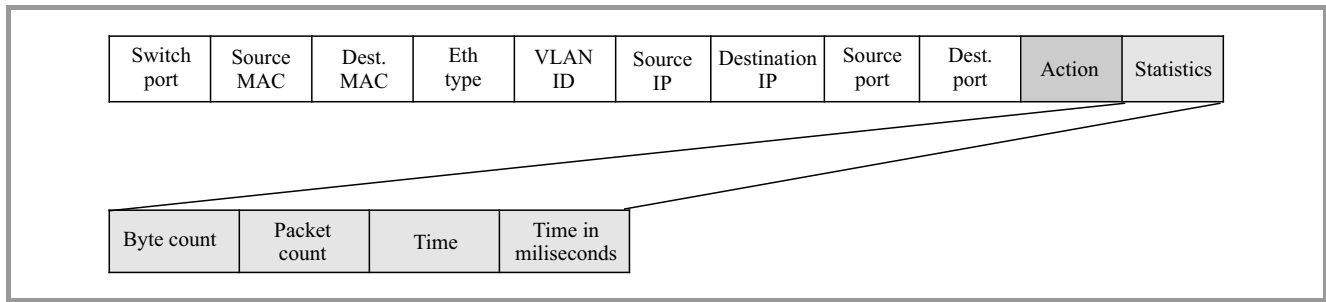 Switch port
Source MAC
Dest. MAC
Eth type
VLAN ID
Source IP
Destination IP
Source port
Dest. port
Action
Statistics
Byte count
Packet count
Time
Time in miliseconds